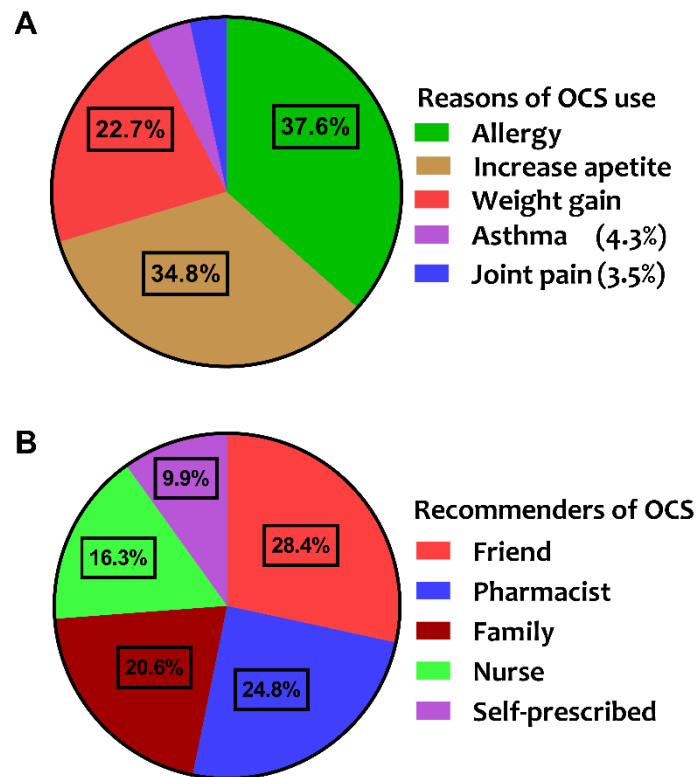 A
37.6%
22.7%
34.8%
Reasons of OCS use
Allergy
Increase apetite
Weight gain
Asthma (4.3%)
Joint pain (3.5%)
B
9.9%
28.4%
16.3%
20.6%
24.8%
Recommenders of OCS
Friend
Pharmacist
Family
Nurse
Self-prescribed